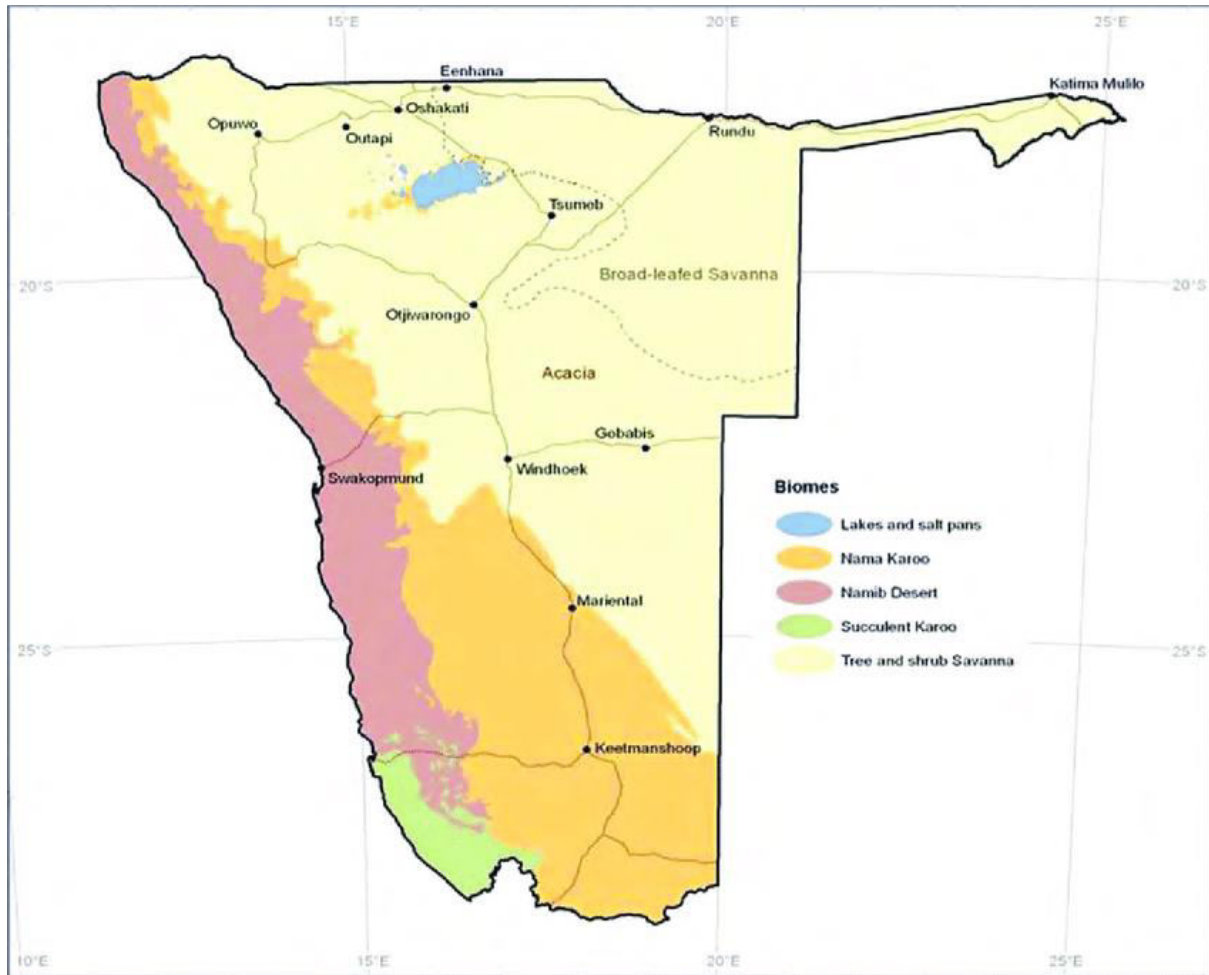 15°E
20°E
25°E
Eenhana
Katima Mulilo
Oshakati
Opuwo
Outapi
Rundu
Tsumeb
Broad-leafed Savanna
20°S
20°S
Otjiwarongo
Acacia
Gobabis
Windhoek
Swakopmund
Biomes
Lakes and salt pans
Nama Karoo
Namib Desert
Mariental
Succulent Karoo
25°S
25°S
Tree and shrub Savanna
Keetmanshoop
10°E
15°E
20°E
25°E